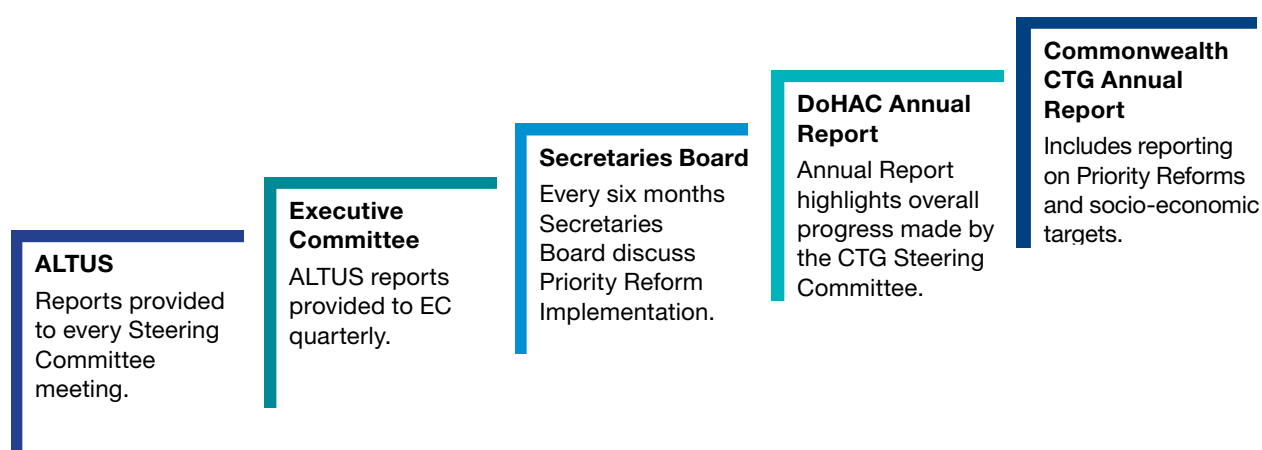 ALTUS
Reports provided
to every Steering
Committee
meeting.
Executive
Committee
ALTUS reports
provided to EC
quarterly.
Secretaries Board
Every six months
Secretaries
Board discuss
Priority Reform
Implementation.
DoHAC Annual
Report
Annual Report
highlights overall
progress made by
the CTG Steering
Committee.
Commonwealth
CTG Annual
Report
Includes reporting
on Priority Reforms
and socio-economic
targets.